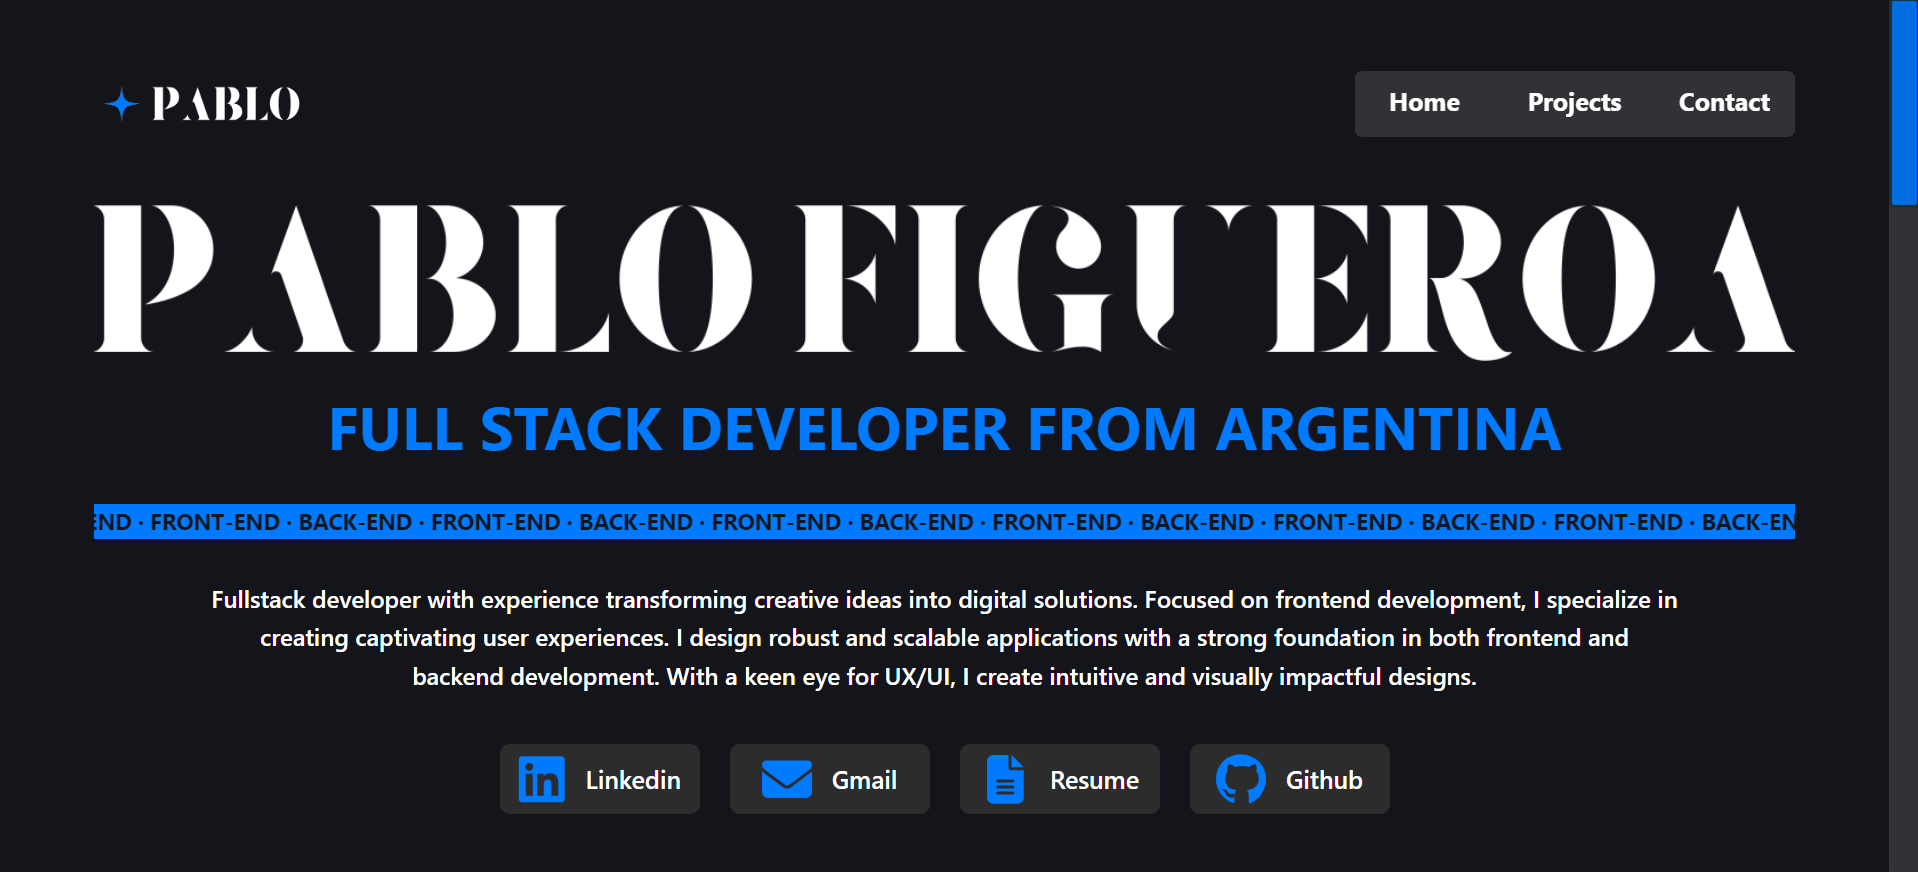 PABLO
Home Projects Contact
PABLO FIGUEROA
FULL STACK DEVELOPER FROM ARGENTINA
END · FRONT-END · BACK-END · FRONT-END · BACK-END · FRONT-END · BACK-END · FRONT-END · BACK-END · FRONT-END · BACK-END · FRONT-END · BACK-EN
Fullstack developer with experience transforming creative ideas into digital solutions. Focused on frontend development, I specialize in
creating captivating user experiences. I design robust and scalable applications with a strong foundation in both frontend and
backend development. With a keen eye for UX/UI, I create intuitive and visually impactful designs.
Linkedin Gmail Resume Github